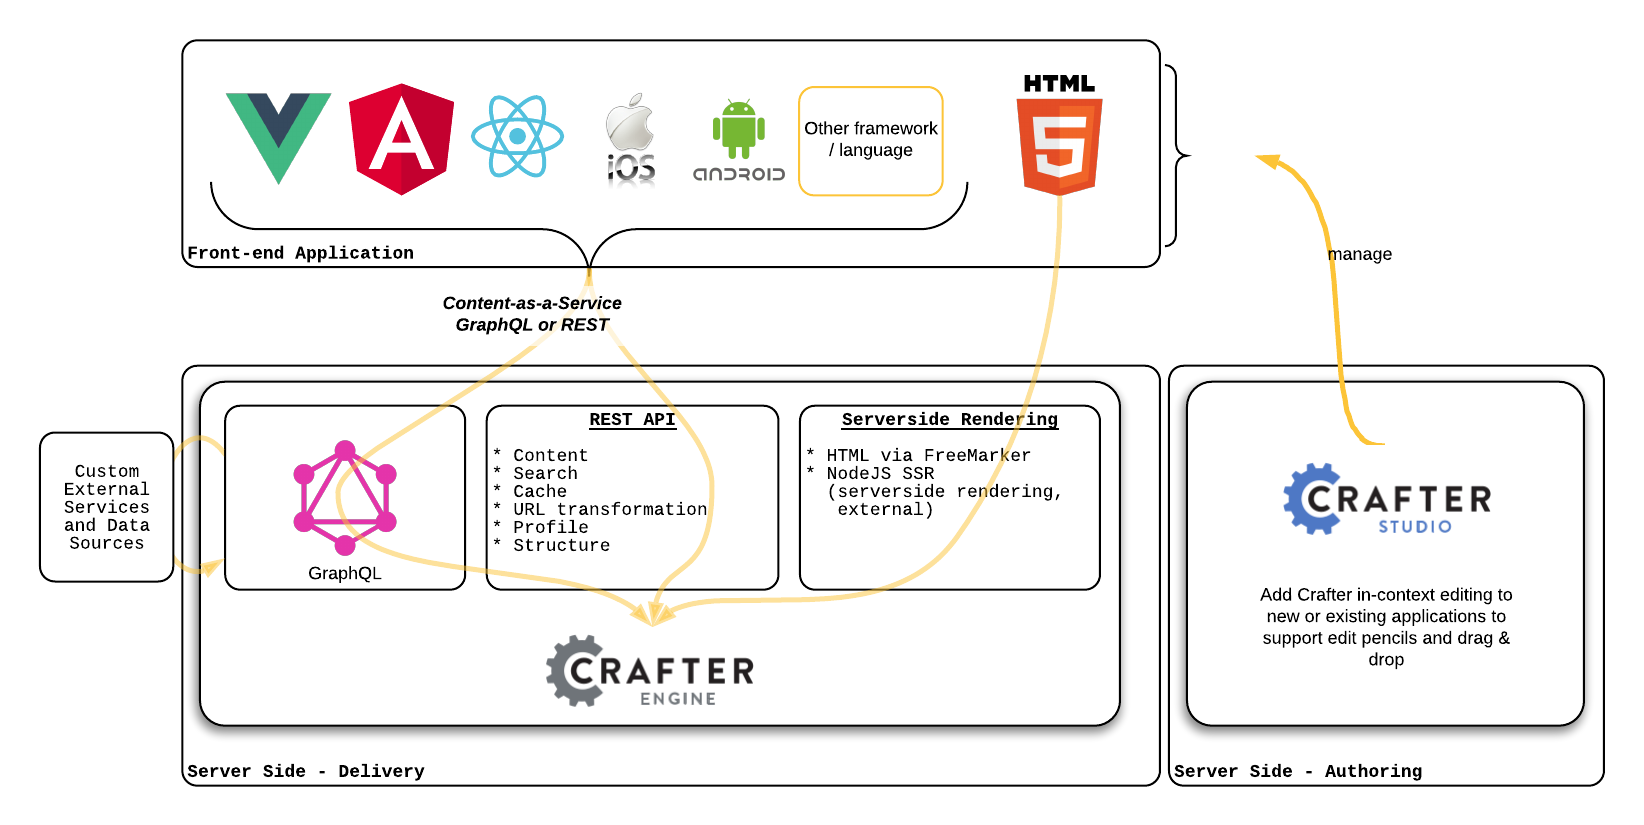 HTML
5
A
iOS
ANDROID
Other framework
/ language
Front-end Application
manage
Content-as-a-Service
GraphQL or REST
Custom
External
Services
and Data
Sources
GraphQL
REST API
* Content
* Search
* Cache
* URL transformation
* Profile
* Structure
Serverside Rendering
* HTML via FreeMarker
* NodeJS SSR
(serverside rendering,
external)
CRAFTER
ENGINE
Server Side - Delivery
CRAFTER
STUDIO
Add Crafter in-context editing to
new or existing applications to
support edit pencils and drag &
drop
Server Side - Authoring